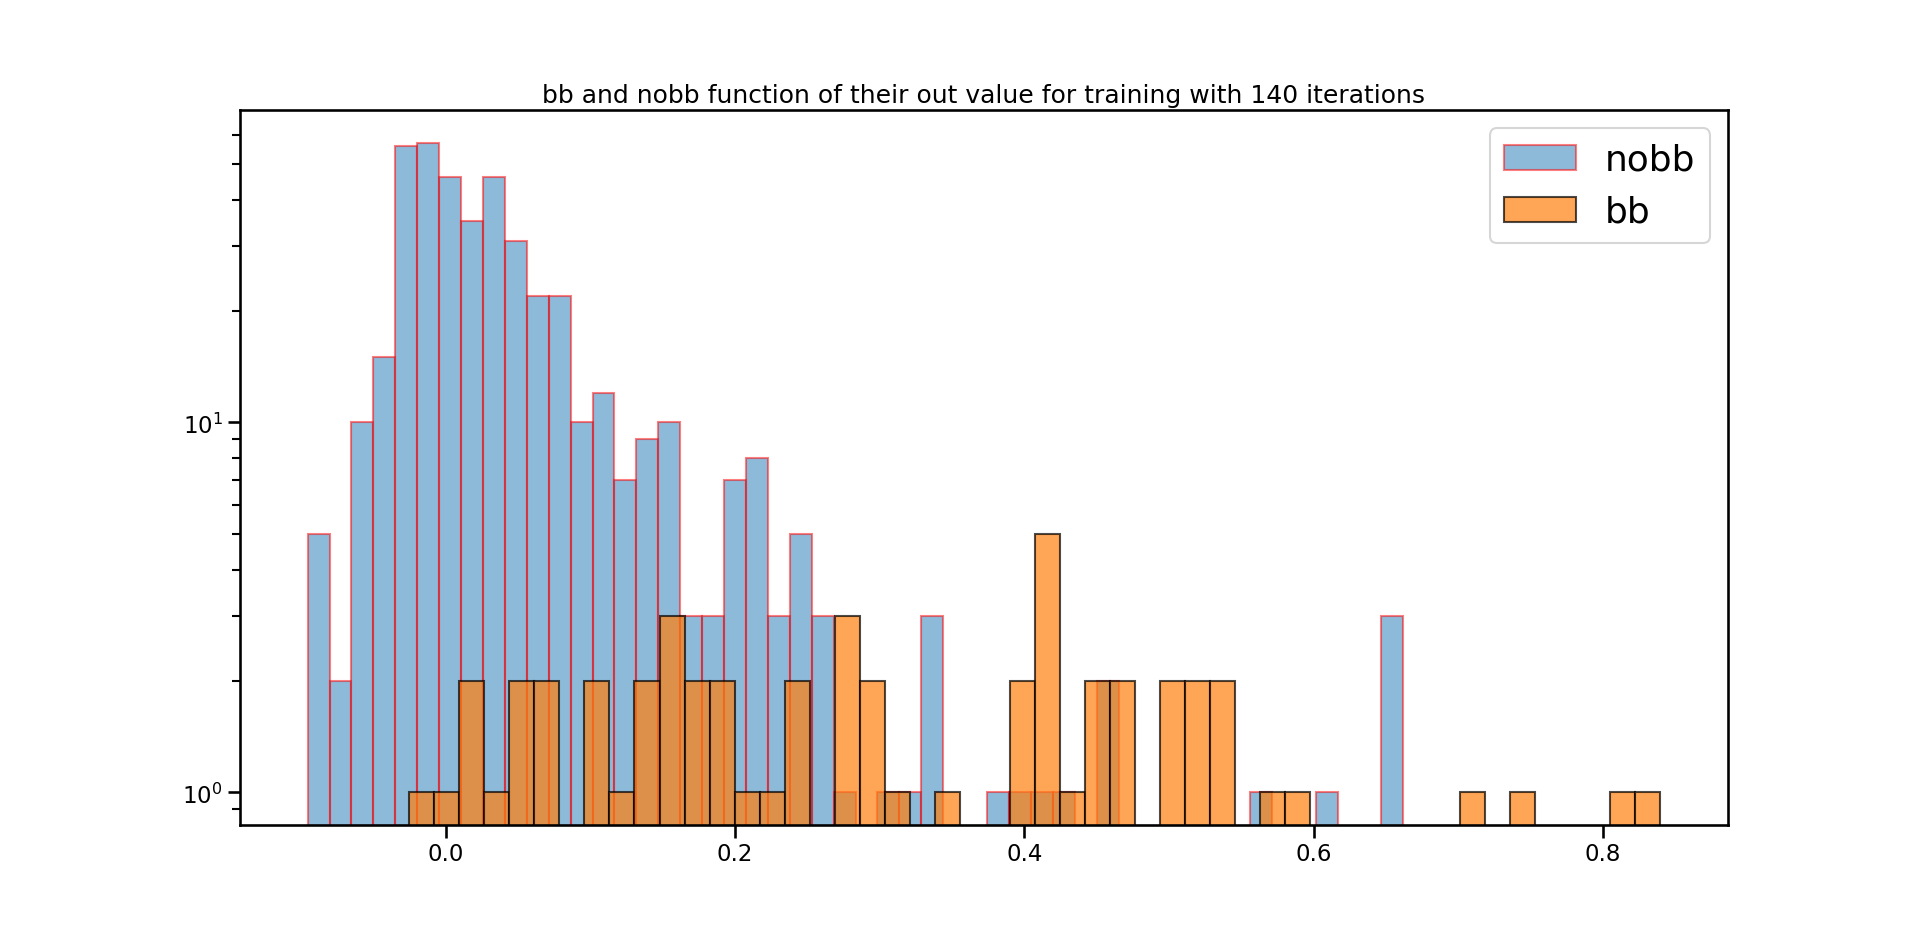 bb and nobb function of their out value for training with 140 iterations
nobb
bb
10¹
10⁰
0.0 0.2 0.4 0.6 0.8